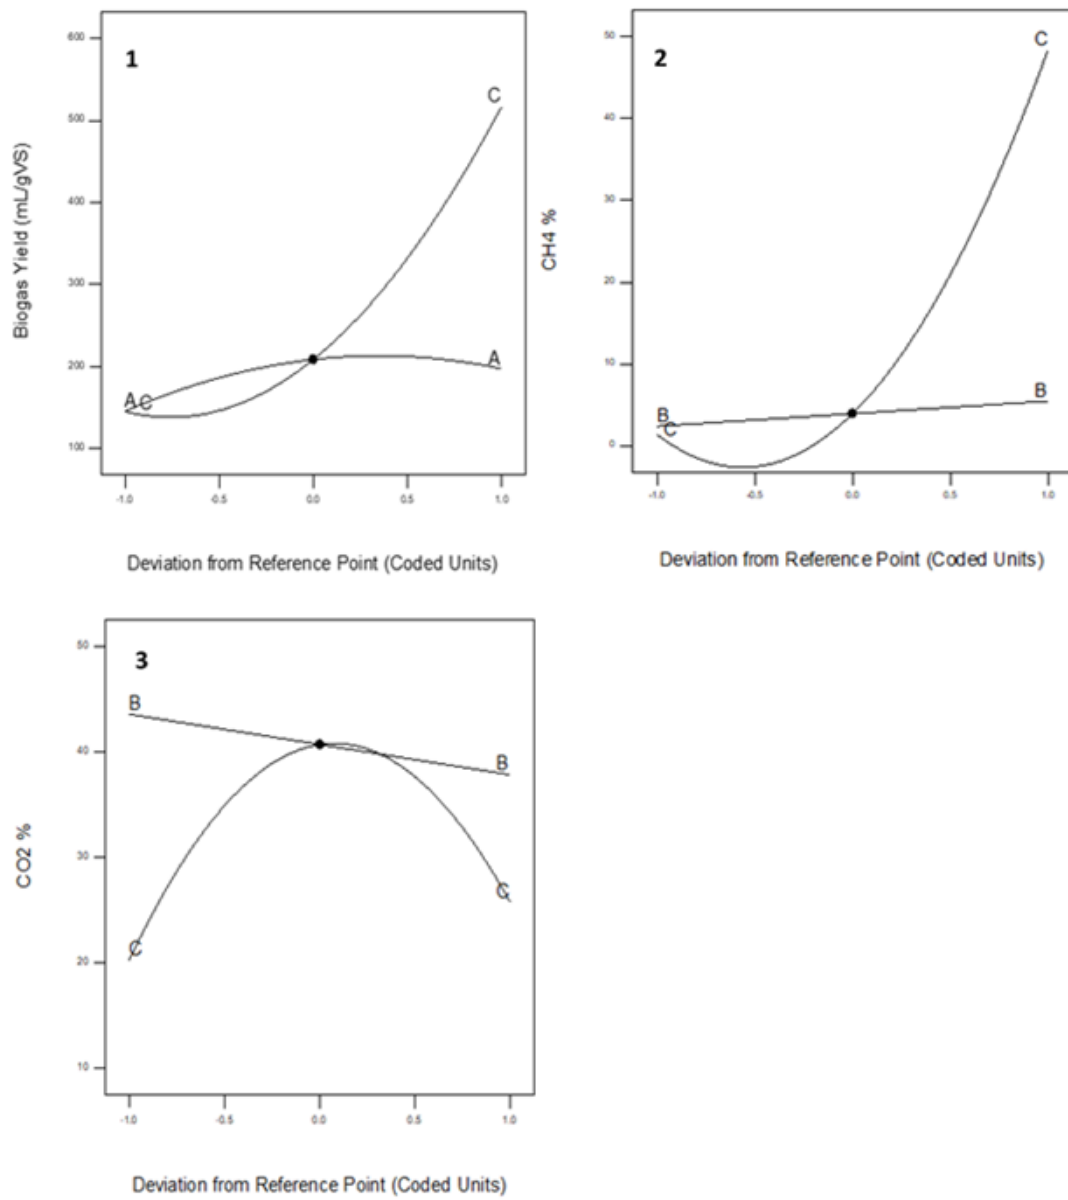 1
Biogas Yield (mL/gVS)
600
500
400
300
200
100
C
A
A
C
-1.0
-0.5
0.0
0.5
1.0
Deviation from Reference Point (Coded Units)
2
CH4 %
50
40
30
20
10
0
C
B
B
C
-1.0
-0.5
0.0
0.5
1.0
Deviation from Reference Point (Coded Units)
3
CO2 %
50
40
30
20
10
B
B
C
C
-1.0
-0.5
0.0
0.5
1.0
Deviation from Reference Point (Coded Units)